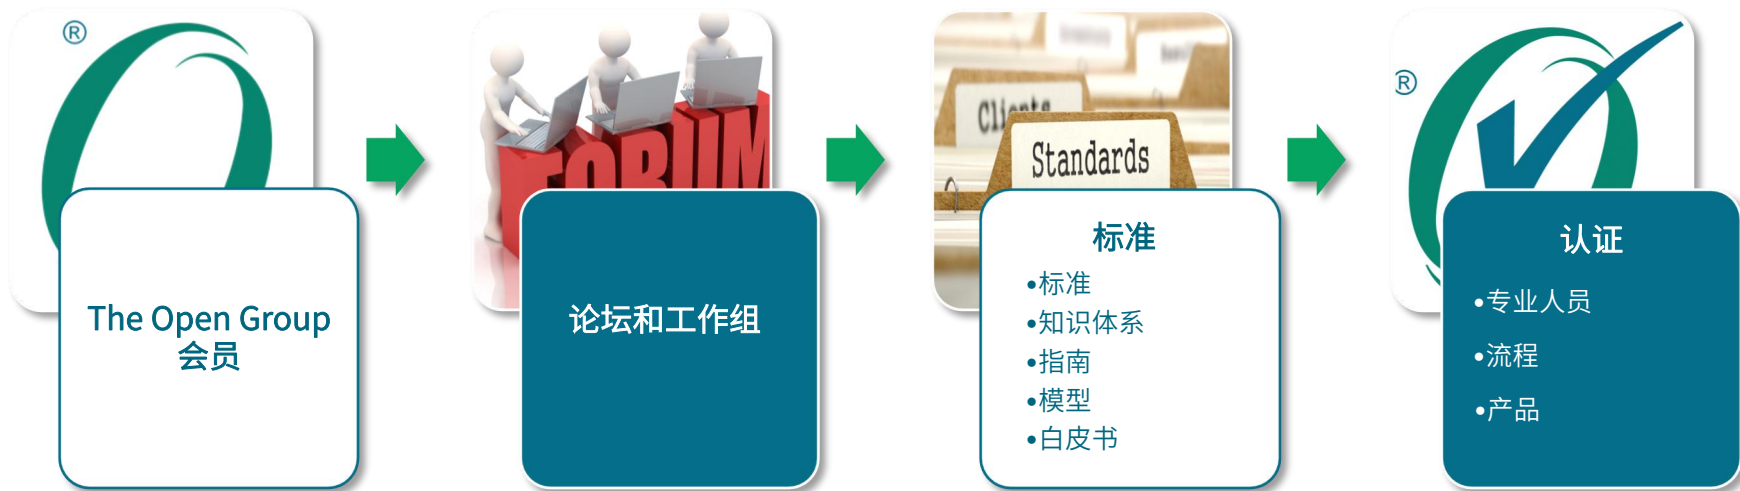 ®
The Open Group
会员
FORUM
论坛和工作组
Clients
Standards
标准
•标准
•知识体系
•指南
•模型
•白皮书
®
认证
•专业人员
•流程
•产品